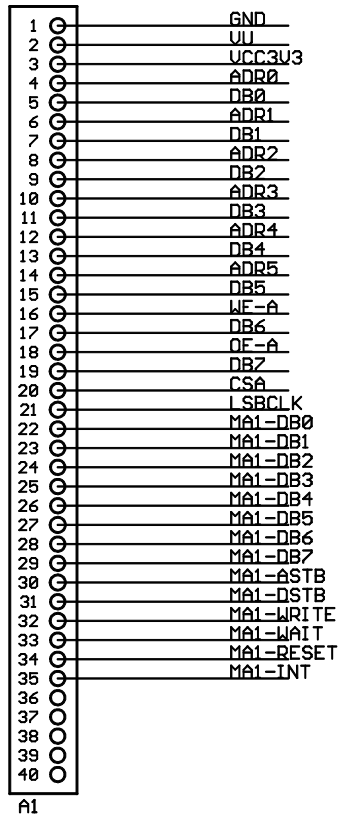 1 GND
2 VU
3 VCC3V3
4 ADR0
5 DB0
6 ADR1
7 DB1
8 ADR2
9 DB2
10 ADR3
11 DB3
12 ADR4
13 DB4
14 ADR5
15 DB5
16 WE-A
17 DB6
18 OE-A
19 DB7
20 CSA
21 LSBCLK
22 MA1-DB0
23 MA1-DB1
24 MA1-DB2
25 MA1-DB3
26 MA1-DB4
27 MA1-DB5
28 MA1-DB6
29 MA1-DB7
30 MA1-ASTB
31 MA1-DSTB
32 MA1-WRITE
33 MA1-WAIT
34 MA1-RESET
35 MA1-INT
36
37
38
39
40
A1